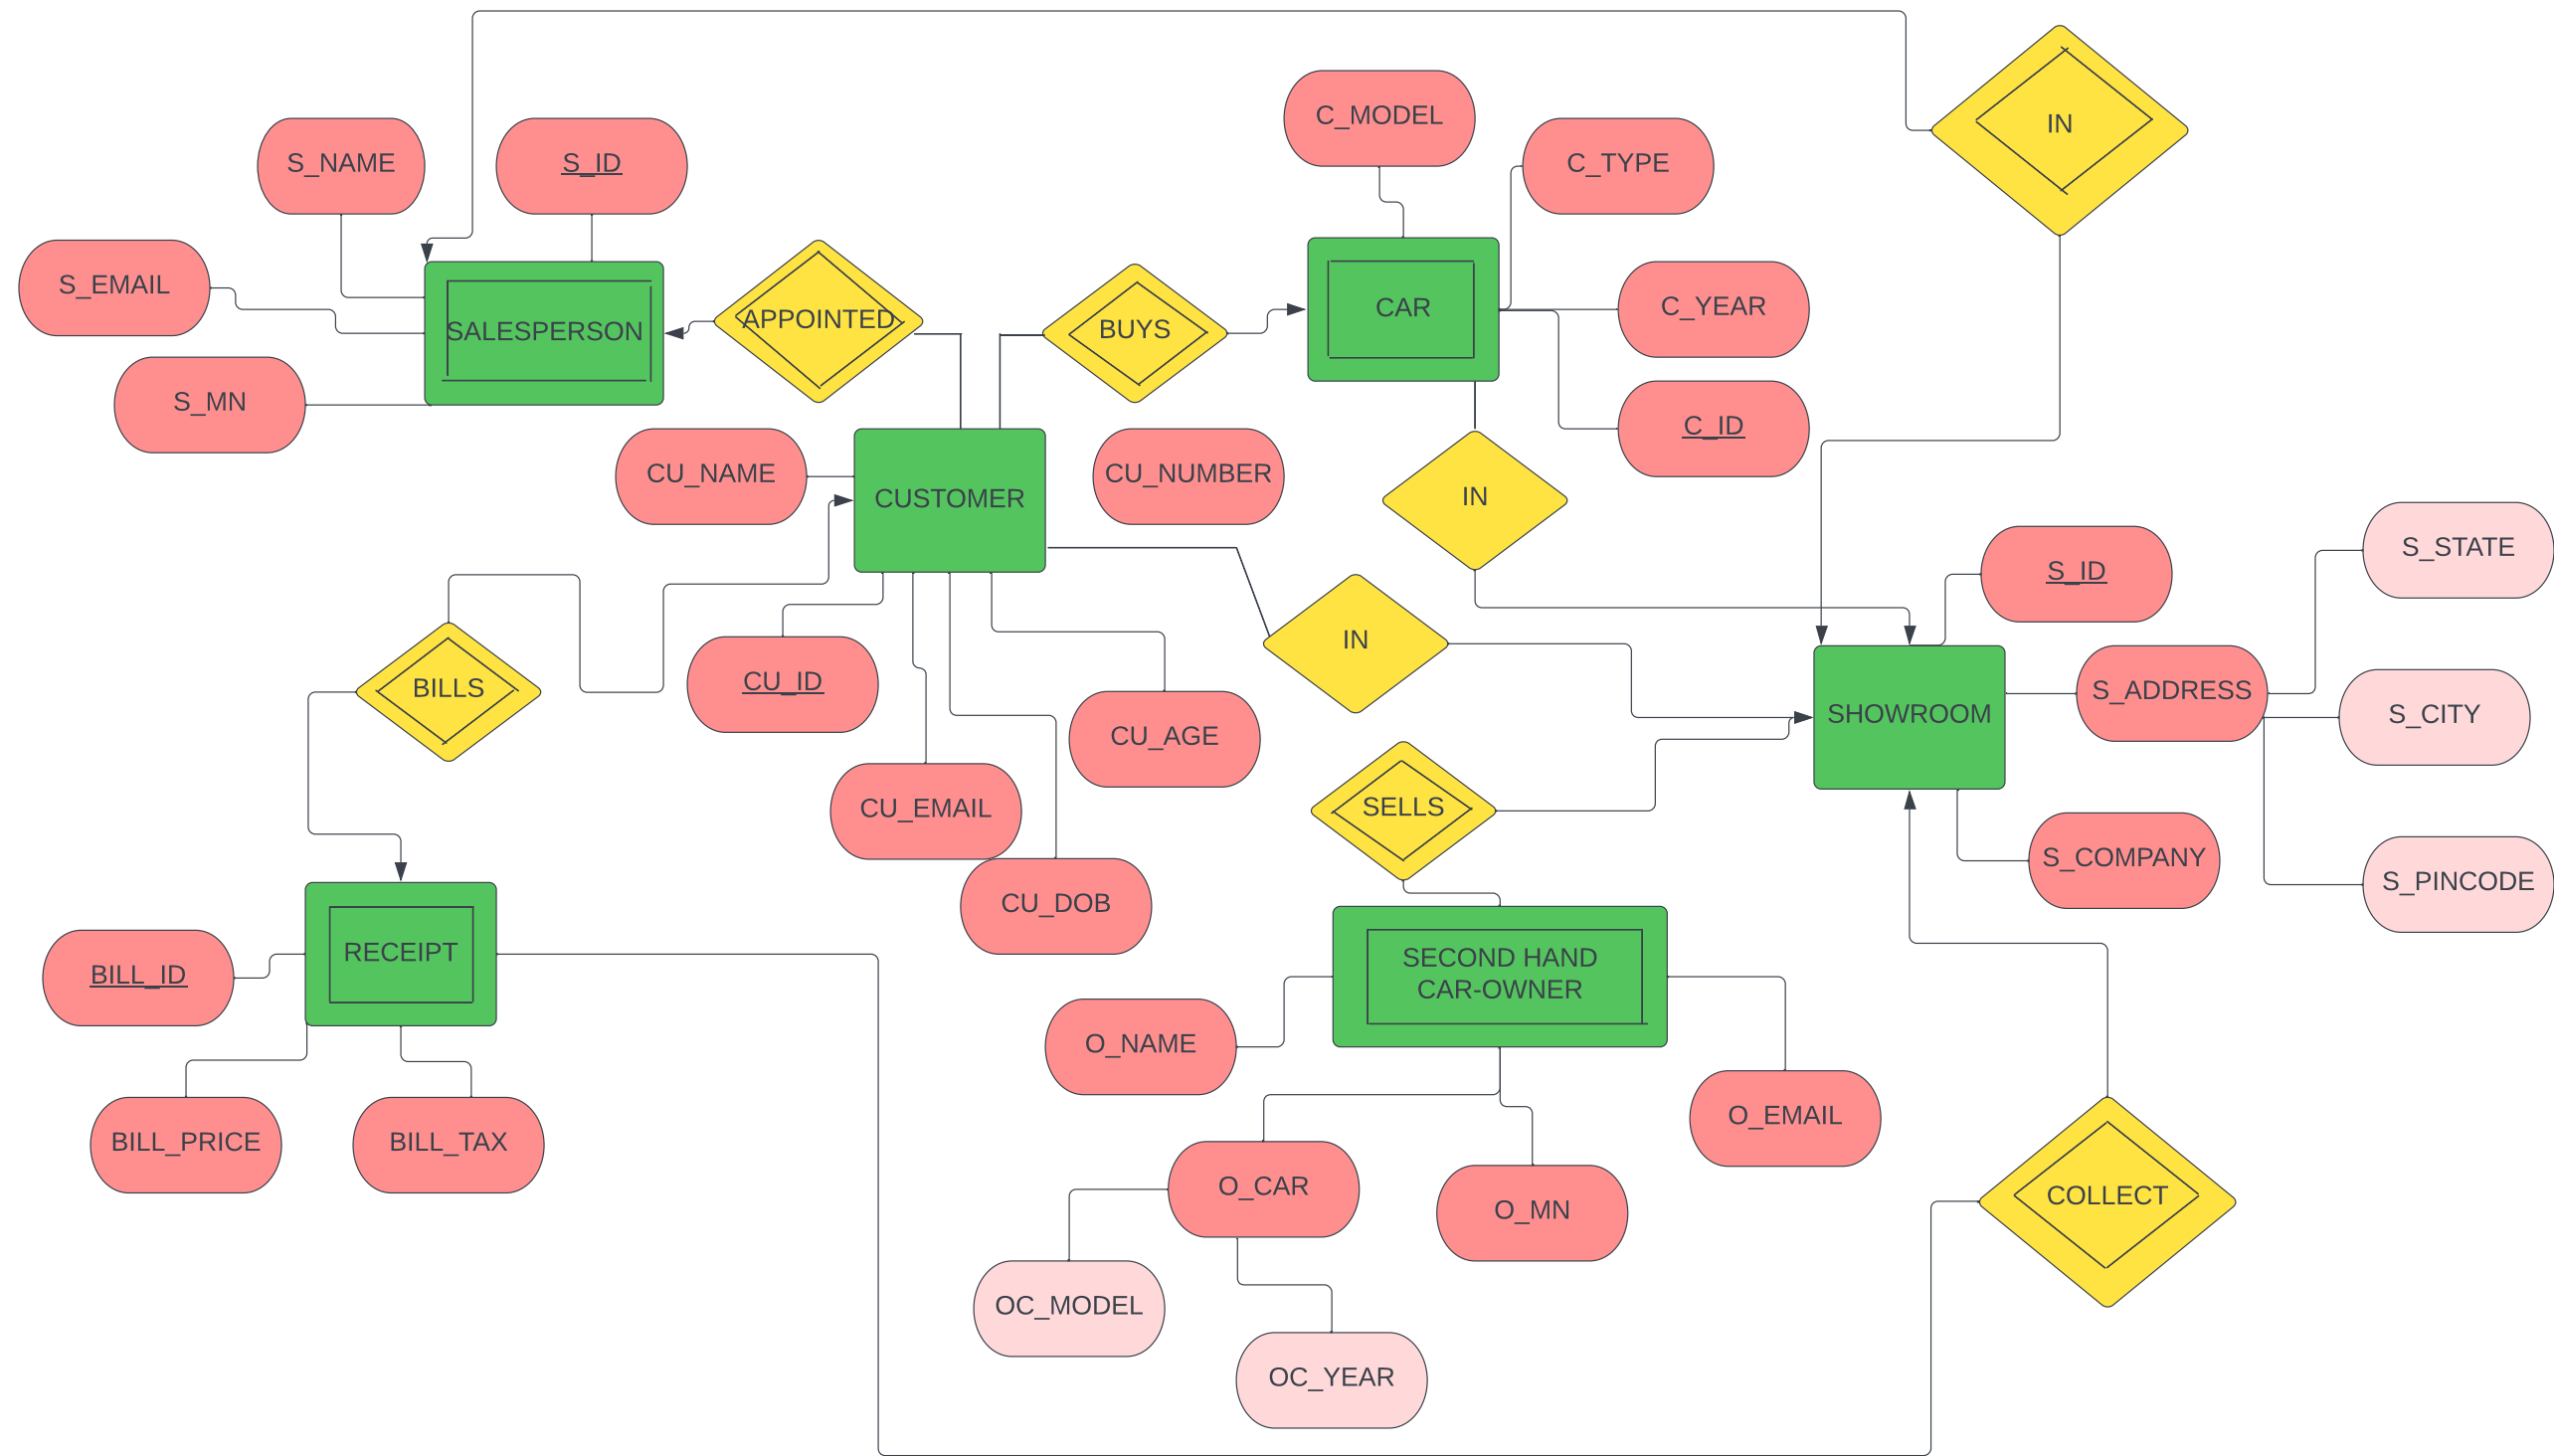 C_MODEL
IN
S_NAME
S_ID
C_TYPE
S_EMAIL
C_YEAR
CAR
APPOINTED
BUYS
SALESPERSON
S_MN
C_ID
CU_NAME
CU_NUMBER
CUSTOMER
IN
S_STATE
S_ID
IN
CU_ID
BILLS
S_ADDRESS
SHOWROOM
S_CITY
CU_AGE
CU_EMAIL
SELLS
S_COMPANY
S_PINCODE
CU_DOB
RECEIPT
SECOND HAND
CAR-OWNER
BILL_ID
O_NAME
O_EMAIL
BILL_PRICE
BILL_TAX
O_CAR
COLLECT
O_MN
OC_MODEL
OC_YEAR